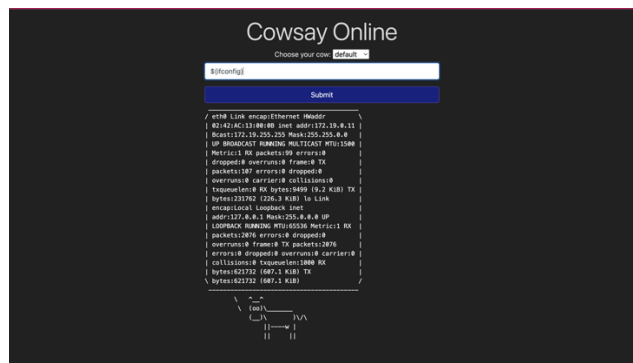 Cowsay Online
Choose your cow: default
$(ifconfig)
Submit
 ______________________________________
/ eth0 Link encap:Ethernet HWaddr      \
| 02:42:AC:13:00:0B inet addr:172.19.0.11 |
| Bcast:172.19.255.255 Mask:255.255.0.0 |
| UP BROADCAST RUNNING MULTICAST MTU:1500 |
| Metric:1 RX packets:99 errors:0 |
| dropped:0 overruns:0 frame:0 TX |
| packets:107 errors:0 dropped:0 |
| overruns:0 carrier:0 collisions:0 |
| txqueuelen:0 RX bytes:9499 (9.2 KiB) TX |
| bytes:231762 (226.3 KiB) lo Link |
| encap:Local Loopback inet |
| addr:127.0.0.1 Mask:255.0.0.0 UP |
| LOOPBACK RUNNING MTU:65536 Metric:1 RX |
| packets:2076 errors:0 dropped:0 |
| overruns:0 frame:0 TX packets:2076 |
| errors:0 dropped:0 overruns:0 carrier:0 |
| collisions:0 txqueuelen:1000 RX |
| bytes:621732 (607.1 KiB) TX |
\ bytes:621732 (607.1 KiB) /
 --------------------------------------
        \   ^__^
         \  (oo)\_______
            (__)\       )\/\
                ||----w |
                ||     ||